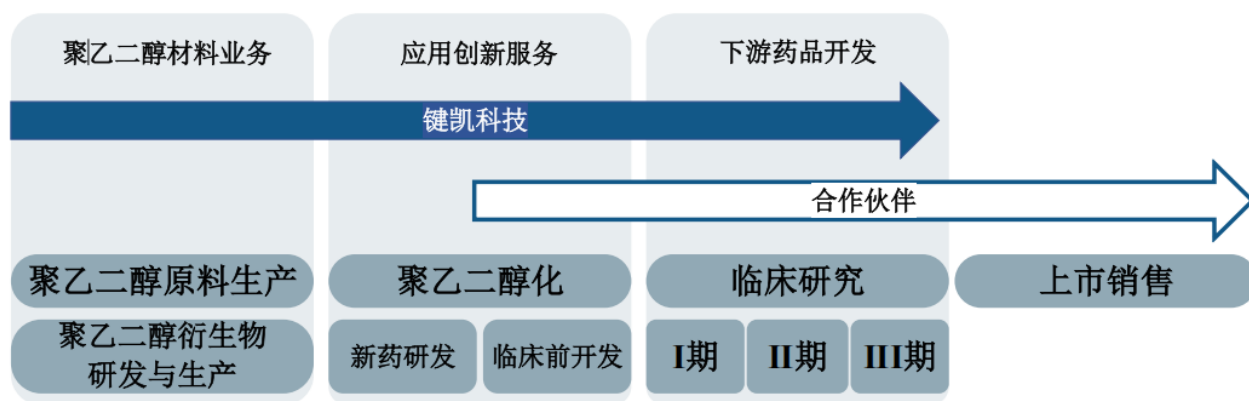 聚乙二醇材料业务
应用创新服务
下游药品开发
键凯科技
合作伙伴
聚乙二醇原料生产
聚乙二醇化
临床研究
上市销售
聚乙二醇衍生物
研发与生产
新药研发
临床前开发
I期
II期
III期